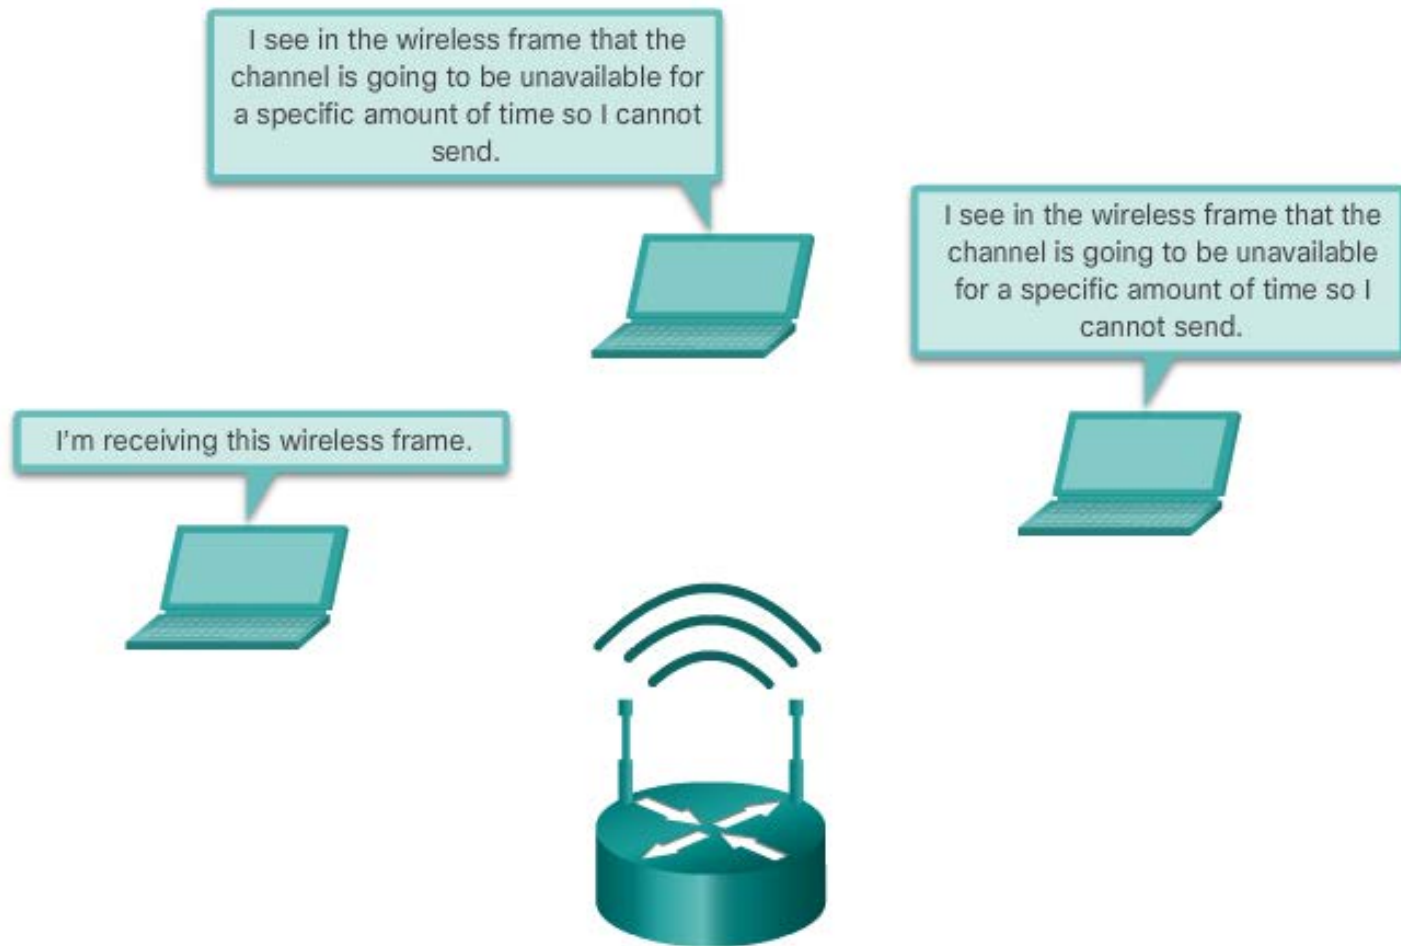 I see in the wireless frame that the
channel is going to be unavailable for
a specific amount of time so I cannot
send.
I see in the wireless frame that the
channel is going to be unavailable
for a specific amount of time so I
cannot send.
I'm receiving this wireless frame.